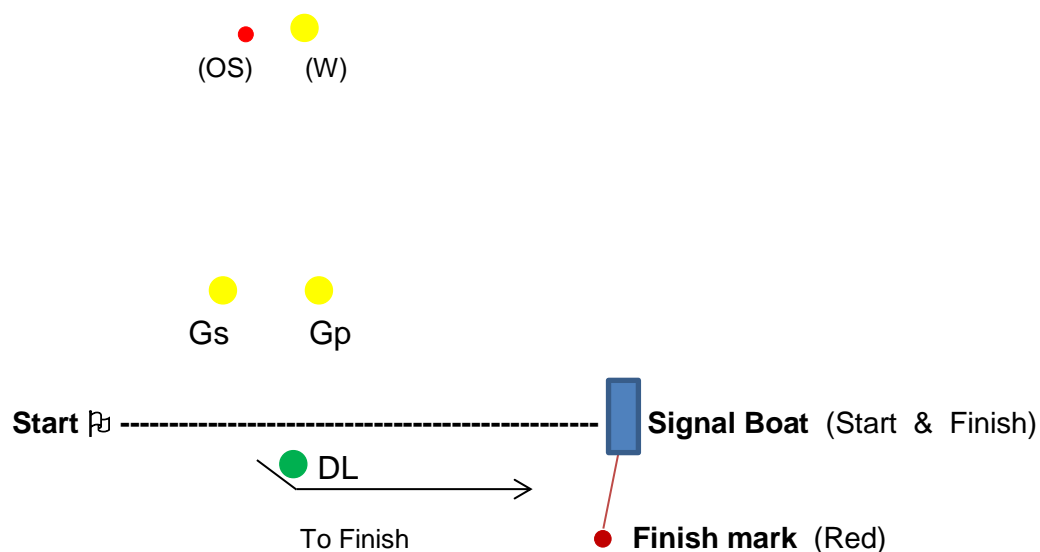 (OS) (W)
Gs Gp
Start Signal Boat (Start & Finish)
DL
To Finish Finish mark (Red)